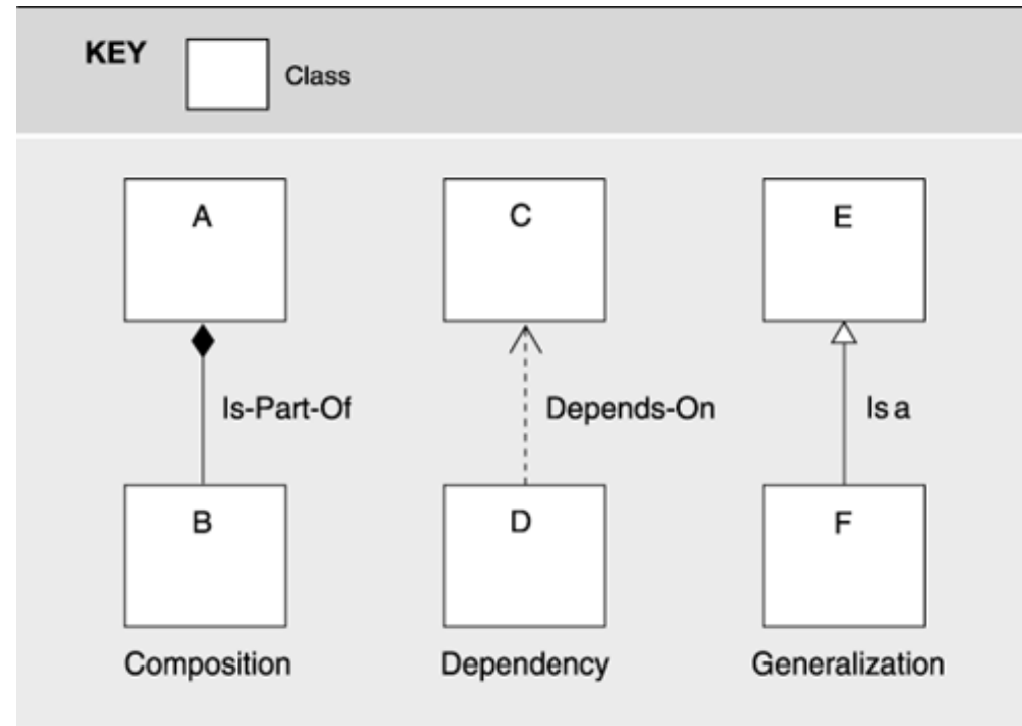 KEY
Class
A
C
E
Is-Part-Of
Depends-On
Is a
B
D
F
Composition
Dependency
Generalization